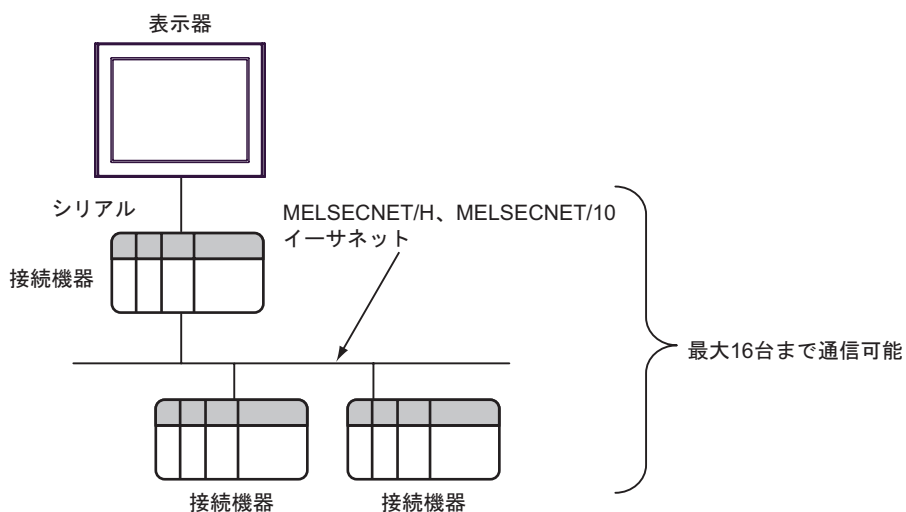 表示器
シリアル
MELSECNET/H、MELSECNET/10
イーサネット
接続機器
最大16台まで通信可能
接続機器
接続機器